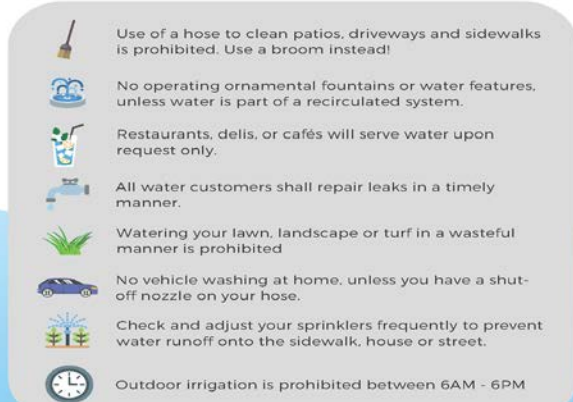 Use of a hose to clean patios, driveways and sidewalks
is prohibited. Use a broom instead!
No operating ornamental fountains or water features,
unless water is part of a recirculated system.
Restaurants, delis, or cafés will serve water upon
request only.
All water customers shall repair leaks in a timely
manner.
Watering your lawn, landscape or turf in a wasteful
manner is prohibited
No vehicle washing at home, unless you have a shut-
off nozzle on your hose.
Check and adjust your sprinklers frequently to prevent
water runoff onto the sidewalk, house or street.
Outdoor irrigation is prohibited between 6AM - 6PM